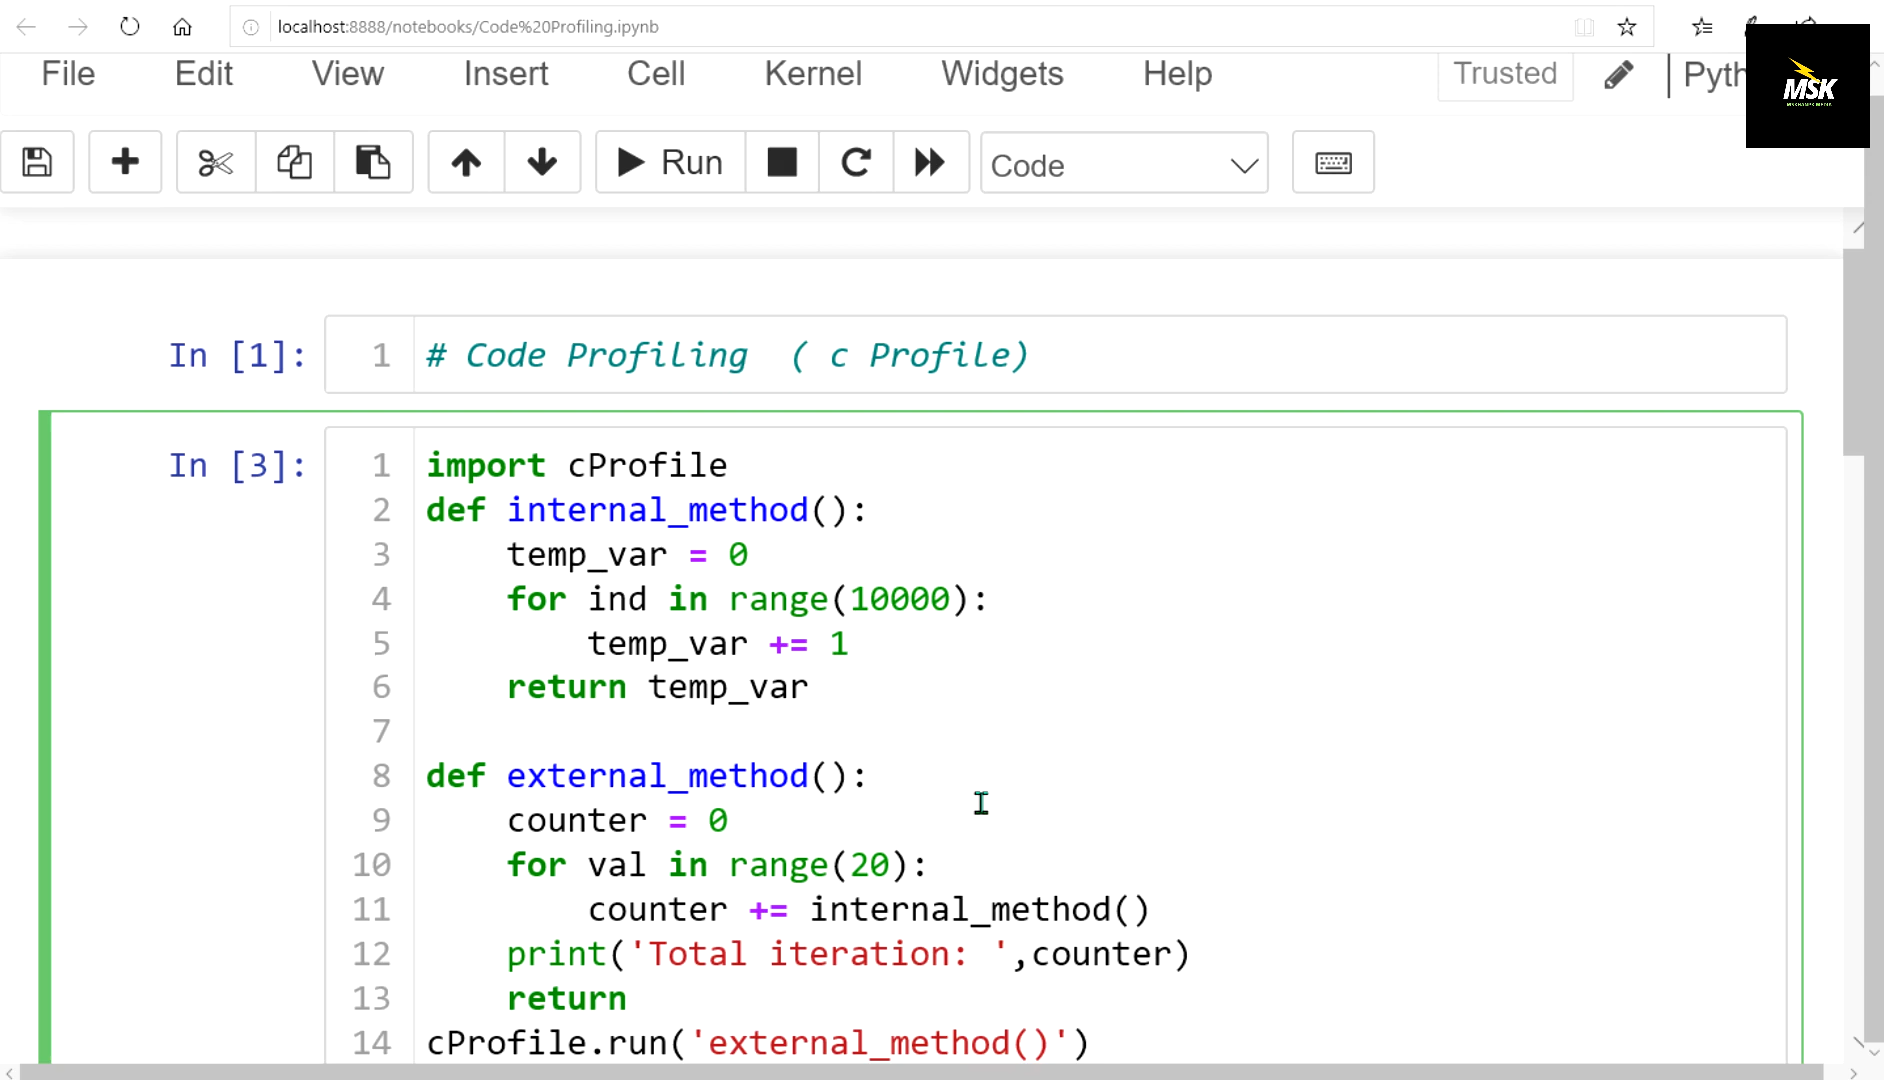 localhost:8888/notebooks/Code%20Profiling.ipynb
File Edit View Insert Cell Kernel Widgets Help Trusted Pyth
MSK
Run Code
In [1]: 1 # Code Profiling ( c Profile)
In [3]: 1 import cProfile
2 def internal_method():
3 temp_var = 0
4 for ind in range(10000):
5 temp_var += 1
6 return temp_var
7
8 def external_method():
9 counter = 0
10 for val in range(20):
11 counter += internal_method()
12 print('Total iteration: ',counter)
13 return
14 cProfile.run('external_method()')